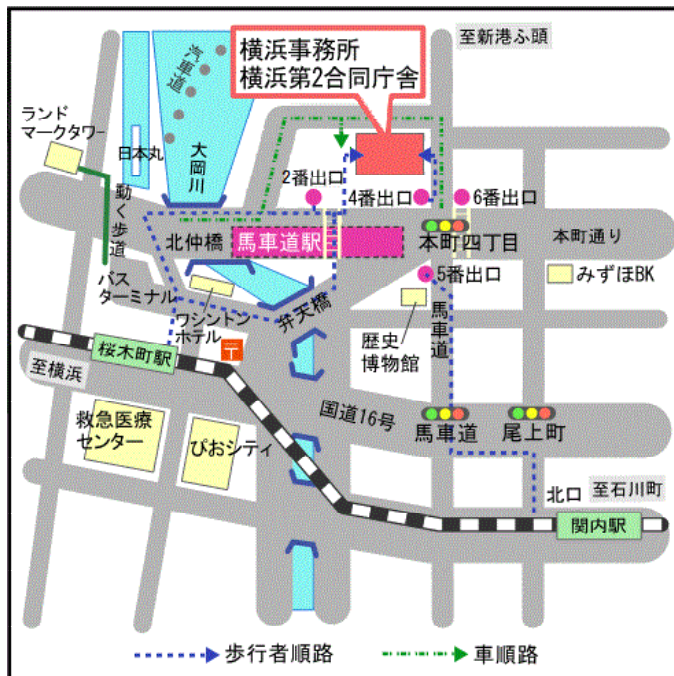 横浜事務所
横浜第2合同庁舎
至新港ふ頭
汽車道
ランド
マークタワー
日本丸
大岡川
2番出口
4番出口
6番出口
動く歩道
北仲橋
馬車道駅
本町四丁目
本町通り
バス
ターミナル
ワシントン
ホテル
弁天橋
5番出口
みずほBK
馬車道
歴史
博物館
〒
桜木町駅
至横浜
国道16号
救急医療
センター
ぴおシティ
馬車道
尾上町
北口
至石川町
関内駅
歩行者順路
車順路